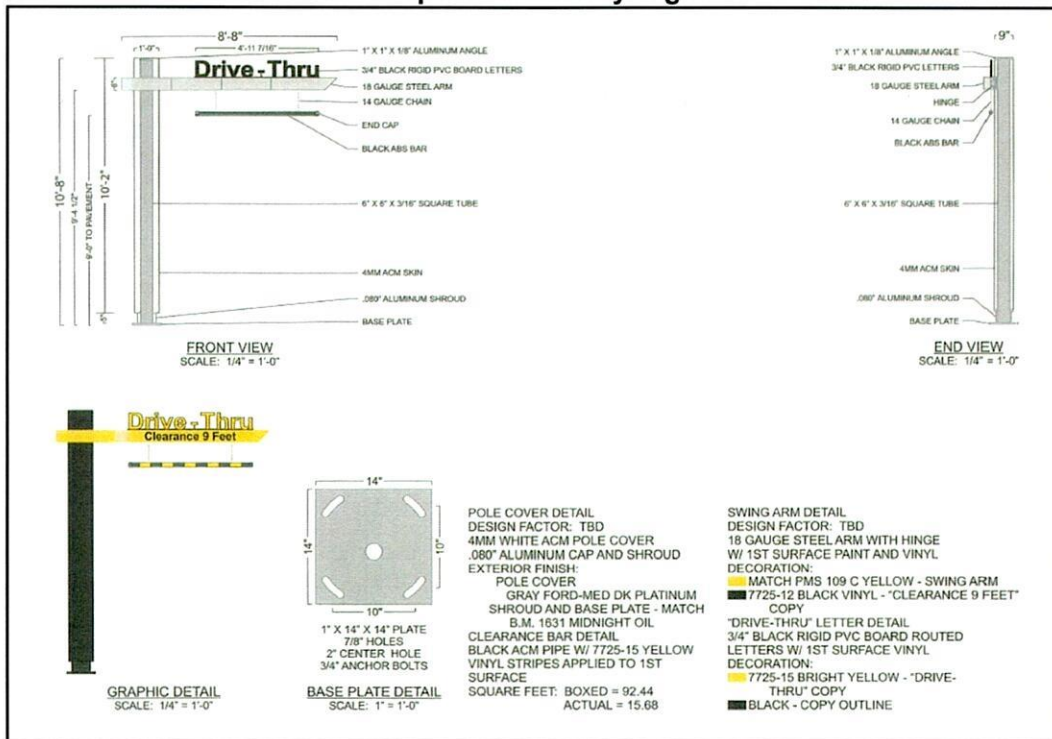 8'-8"
1'-0"
4'-11 7/16"
Drive-Thru
1" X 1" X 1/8" ALUMINUM ANGLE
3/4" BLACK RIGID PVC BOARD LETTERS
18 GAUGE STEEL ARM
14 GAUGE CHAIN
END CAP
BLACK ABS BAR
6" X 6" X 3/16" SQUARE TUBE
4MM ACM SKIN
.080" ALUMINUM SHROUD
BASE PLATE
10'-8"
9'-4 1/2"
9'-0" TO PAVEMENT
10'-2"
FRONT VIEW
SCALE: 1/4" = 1'-0"
9"
1" X 1" X 1/8" ALUMINUM ANGLE
3/4" BLACK RIGID PVC LETTERS
18 GAUGE STEEL ARM
HINGE
14 GAUGE CHAIN
BLACK ABS BAR
6" X 6" X 3/16" SQUARE TUBE
4MM ACM SKIN
.080" ALUMINUM SHROUD
BASE PLATE
END VIEW
SCALE: 1/4" = 1'-0"
Drive-Thru
Clearance 9 Feet
GRAPHIC DETAIL
SCALE: 1/4" = 1'-0"
14"
14"
10"
10"
1" X 14" X 14" PLATE
7/8" HOLES
2" CENTER HOLE
3/4" ANCHOR BOLTS
BASE PLATE DETAIL
SCALE: 1" = 1'-0"
POLE COVER DETAIL
DESIGN FACTOR: TBD
4MM WHITE ACM POLE COVER
.080" ALUMINUM CAP AND SHROUD
EXTERIOR FINISH:
POLE COVER
GRAY FORD-MED DK PLATINUM
SHROUD AND BASE PLATE - MATCH
B.M. 1631 MIDNIGHT OIL
CLEARANCE BAR DETAIL
BLACK ACM PIPE W/ 7725-15 YELLOW
VINYL STRIPES APPLIED TO 1ST
SURFACE
SQUARE FEET: BOXED = 92.44
ACTUAL = 15.68
SWING ARM DETAIL
DESIGN FACTOR: TBD
18 GAUGE STEEL ARM WITH HINGE
W/ 1ST SURFACE PAINT AND VINYL
DECORATION:
MATCH PMS 109 C YELLOW - SWING ARM
7725-12 BLACK VINYL - "CLEARANCE 9 FEET"
COPY
"DRIVE-THRU" LETTER DETAIL
3/4" BLACK RIGID PVC BOARD ROUTED
LETTERS W/ 1ST SURFACE VINYL
DECORATION:
7725-15 BRIGHT YELLOW - "DRIVE-
THRU" COPY
BLACK - COPY OUTLINE